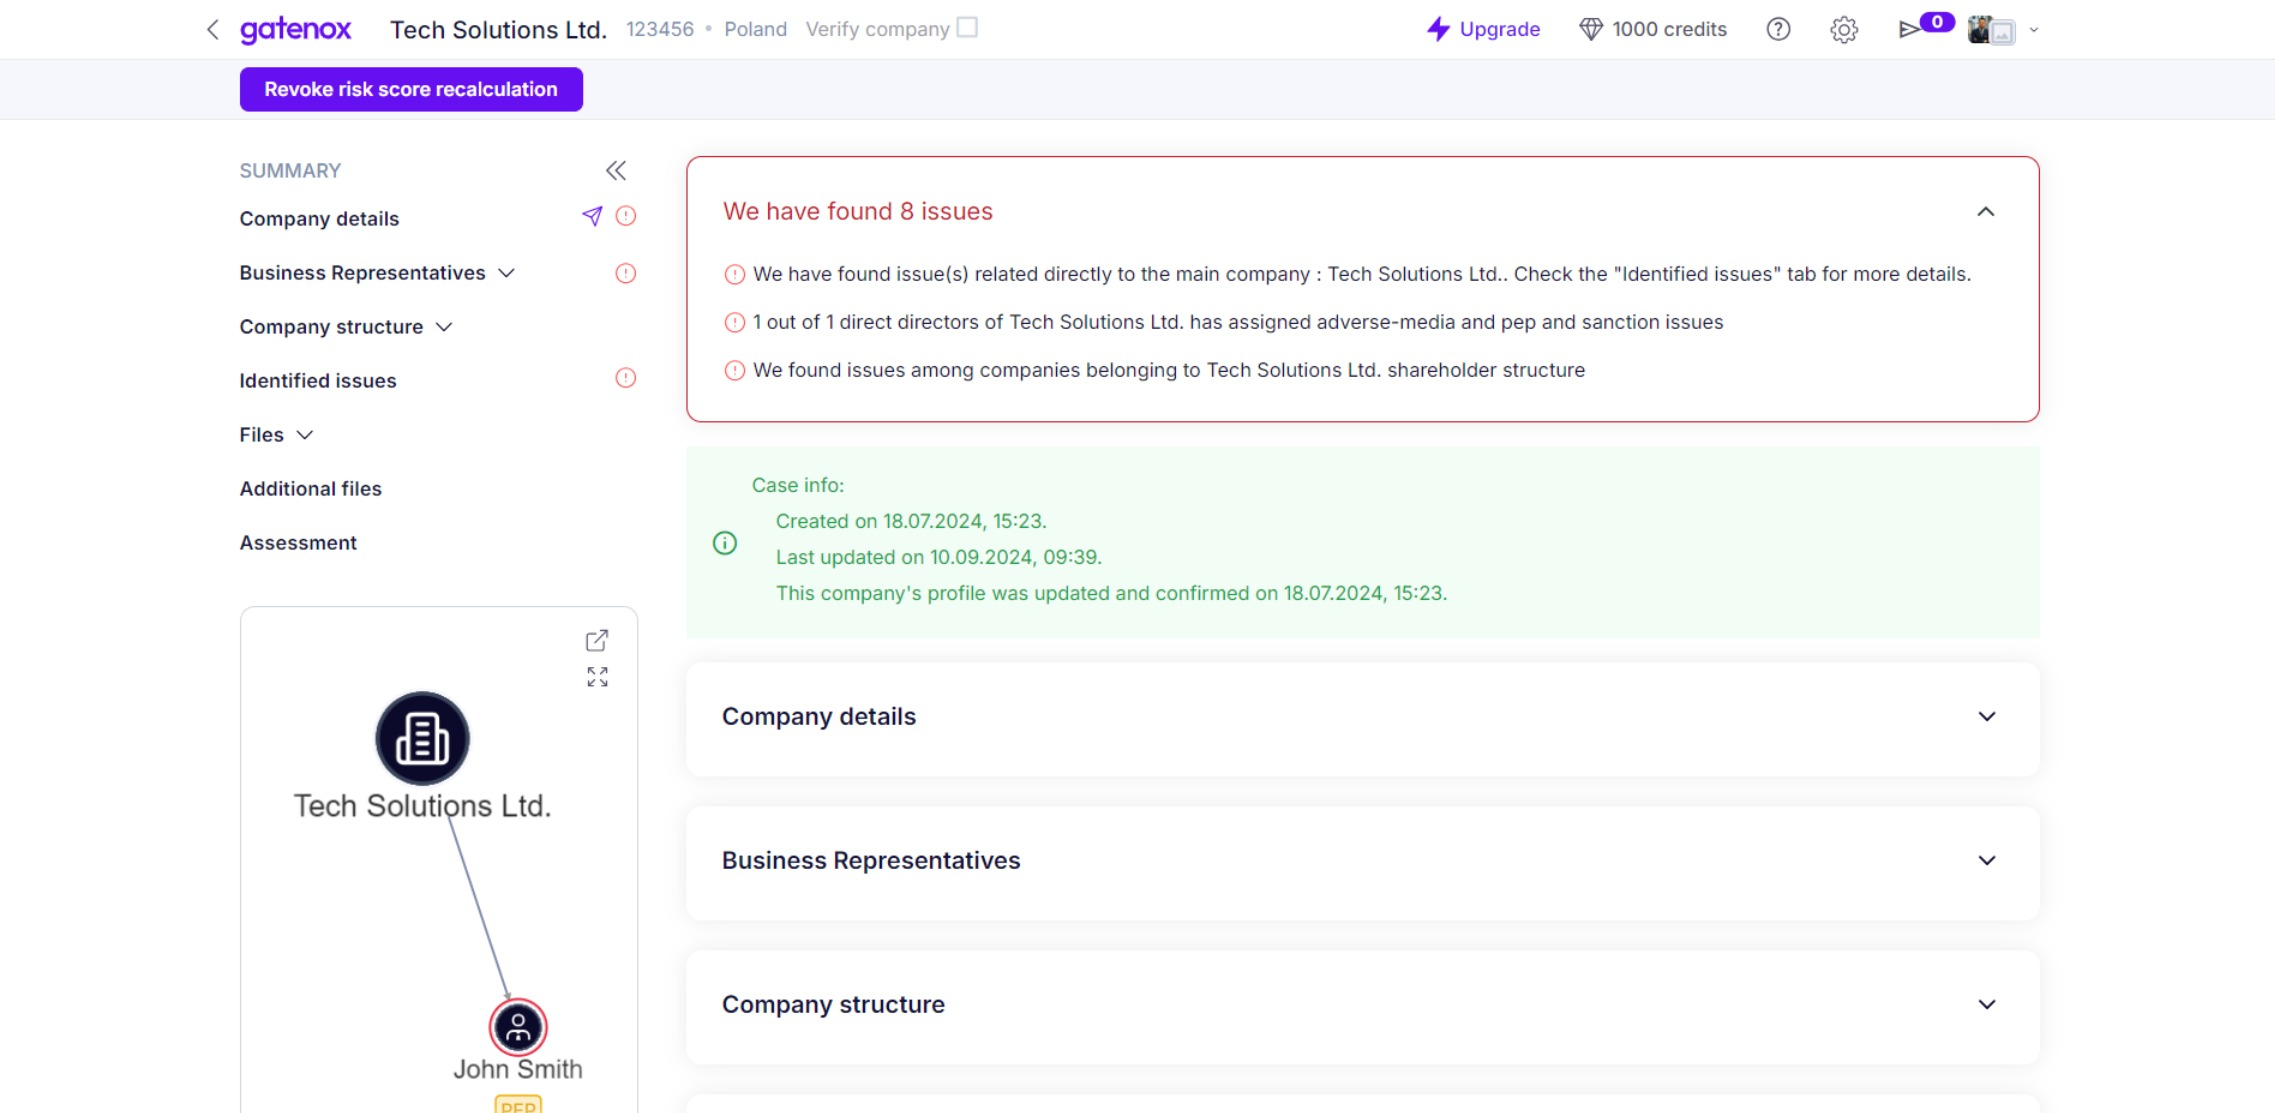 gatenox Tech Solutions Ltd. 123456 • Poland Verify company Upgrade 1000 credits 0
Revoke risk score recalculation
SUMMARY
Company details
Business Representatives
Company structure
Identified issues
Files
Additional files
Assessment
Tech Solutions Ltd.
John Smith
PEP
We have found 8 issues
We have found issue(s) related directly to the main company : Tech Solutions Ltd.. Check the "Identified issues" tab for more details.
1 out of 1 direct directors of Tech Solutions Ltd. has assigned adverse-media and pep and sanction issues
We found issues among companies belonging to Tech Solutions Ltd. shareholder structure
Case info:
Created on 18.07.2024, 15:23.
Last updated on 10.09.2024, 09:39.
This company's profile was updated and confirmed on 18.07.2024, 15:23.
Company details
Business Representatives
Company structure